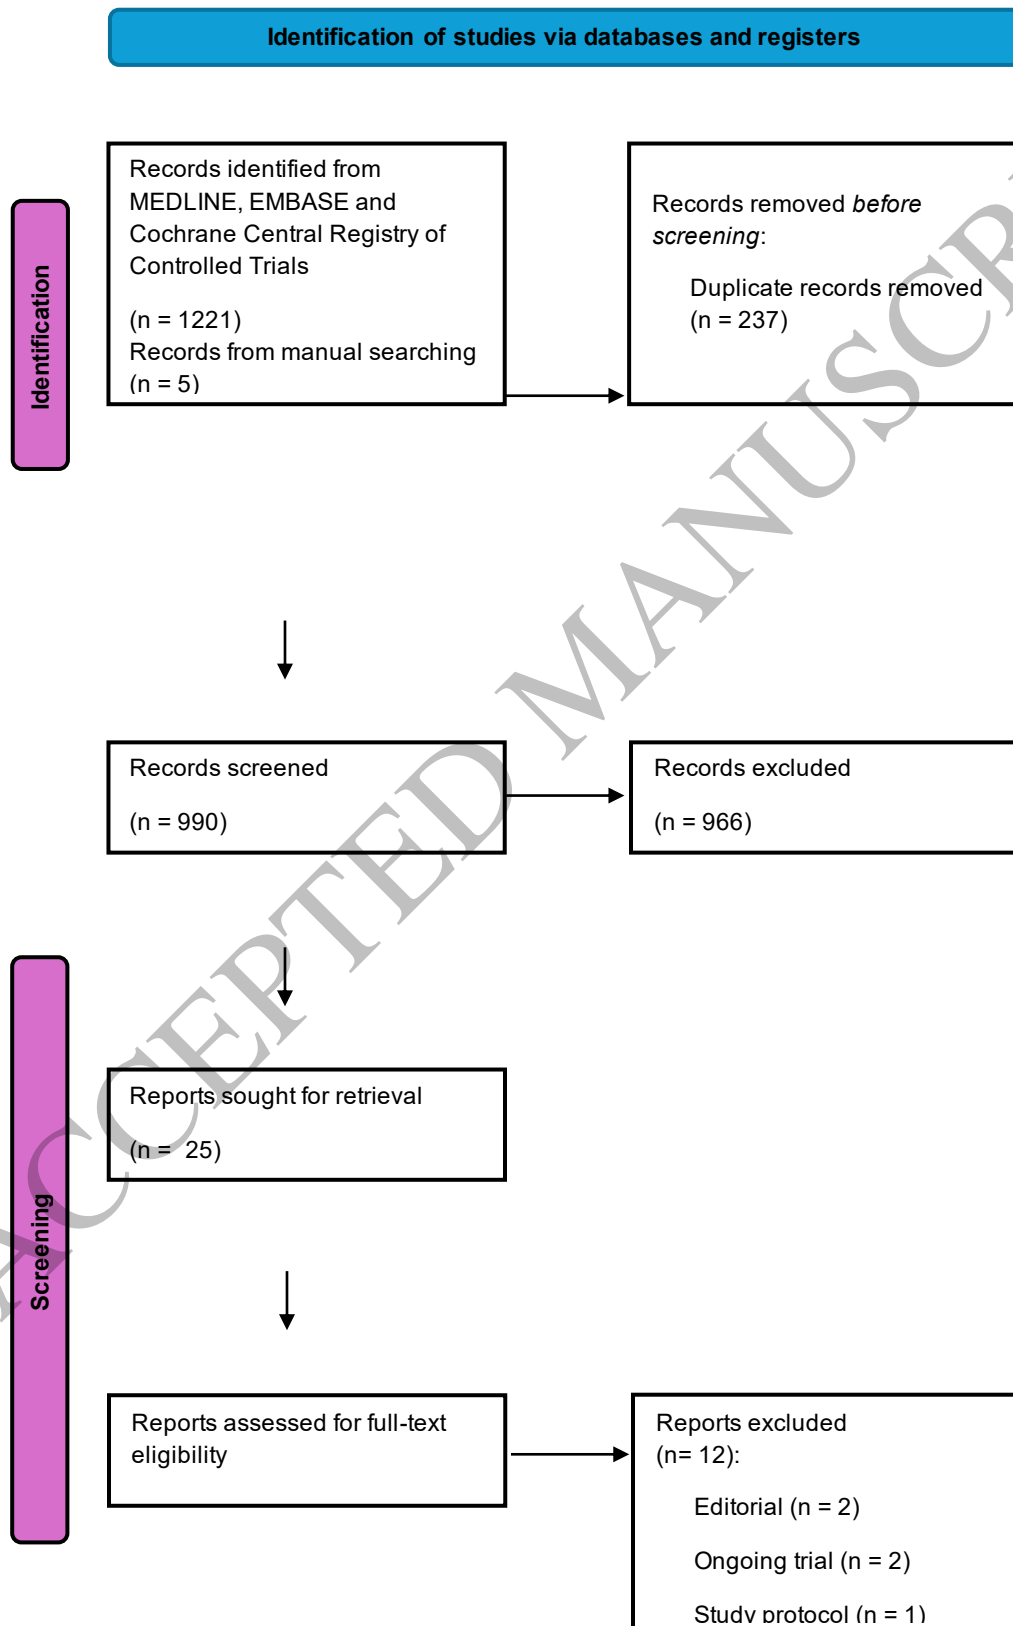 Identification of studies via databases and registers
Records identified from
MEDLINE, EMBASE and
Cochrane Central Registry of
Controlled Trials
(n = 1221)
Records from manual searching
(n = 5)
Records removed before
screening:
Duplicate records removed
(n = 237)
Identification
Records screened
(n = 990)
Records excluded
(n = 966)
Reports sought for retrieval
(n = 25)
Screening
Reports assessed for full-text
eligibility
Reports excluded
(n= 12):
Editorial (n = 2)
Ongoing trial (n = 2)
Study protocol (n = 1)
ACCEPTED MANUSCR